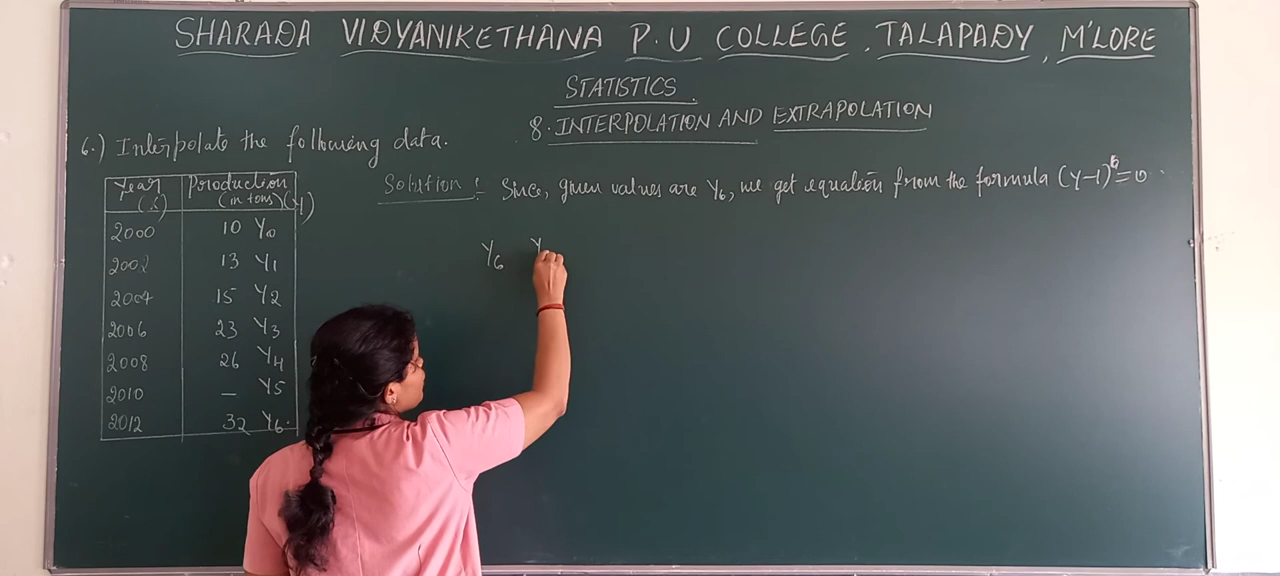 SHARADA VIDYANIKETHANA P.U COLLEGE, TALAPADY, M'LORE
STATISTICS.
8. INTERPOLATION AND EXTRAPOLATION
6.) Interpolate the following data.
Year (x) Production (in tons) (y)
2000 10 Y0
2002 13 Y1
2004 15 Y2
2006 23 Y3
2008 26 Y4
2010 — Y5
2012 32 Y6.
Solution : Since, given values are Y6, we get equation from the formula (Y-1)^6=0.
Y6 Y